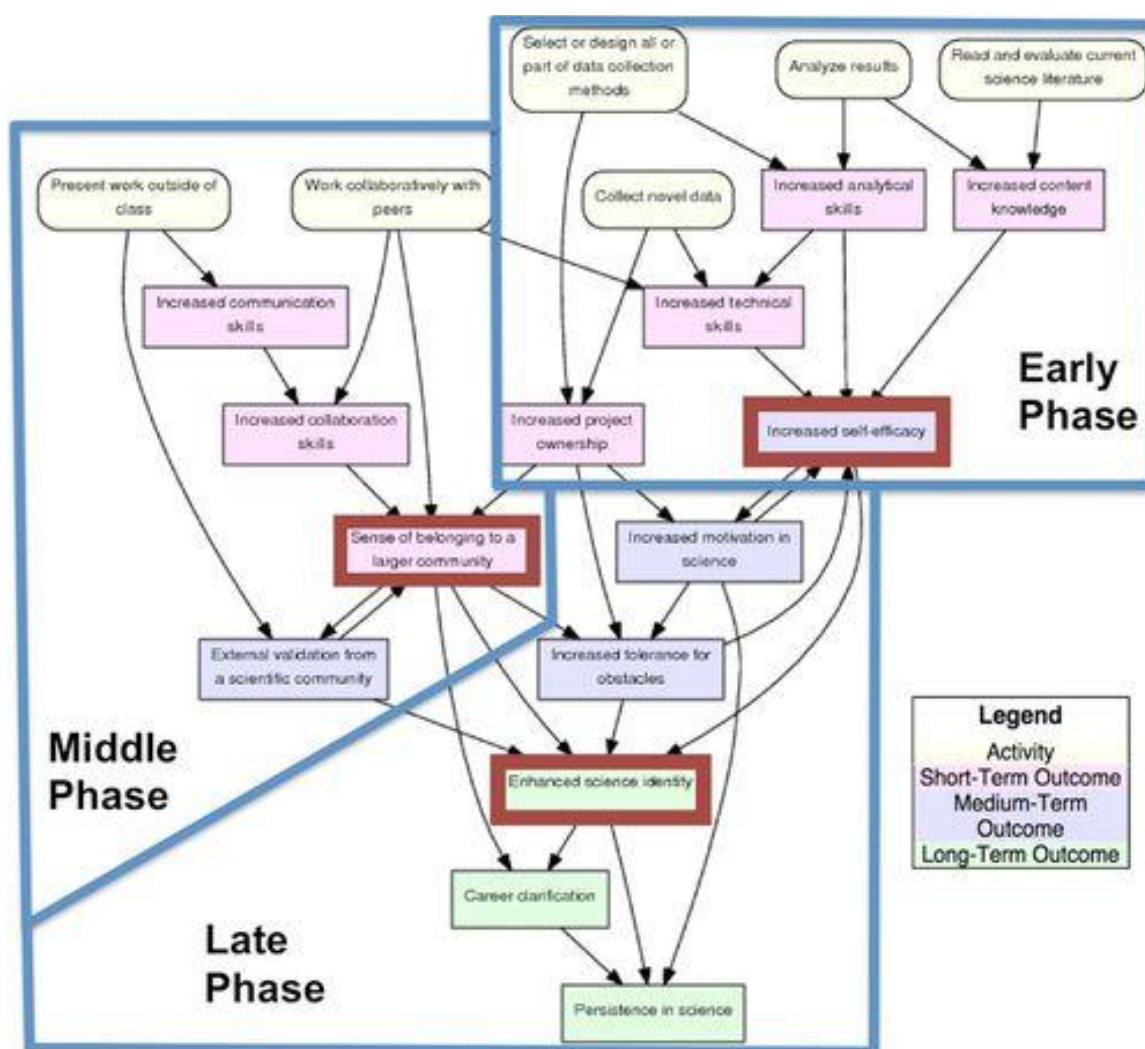 Select or design all or
part of data collection
methods
Analyze results
Read and evaluate current
science literature
Present work outside of
class
Work collaboratively with
peers
Collect novel data
Increased analytical
skills
Increased content
knowledge
Increased communication
skills
Increased technical
skills
Early
Phase
Increased collaboration
skills
Increased project
ownership
Increased self-efficacy
Sense of belonging to a
larger community
Increased motivation in
science
External validation from
a scientific community
Increased tolerance for
obstacles
Middle
Phase
Enhanced science identity
Legend
Activity
Short-Term Outcome
Medium-Term
Outcome
Long-Term Outcome
Career clarification
Late
Phase
Persistence in science